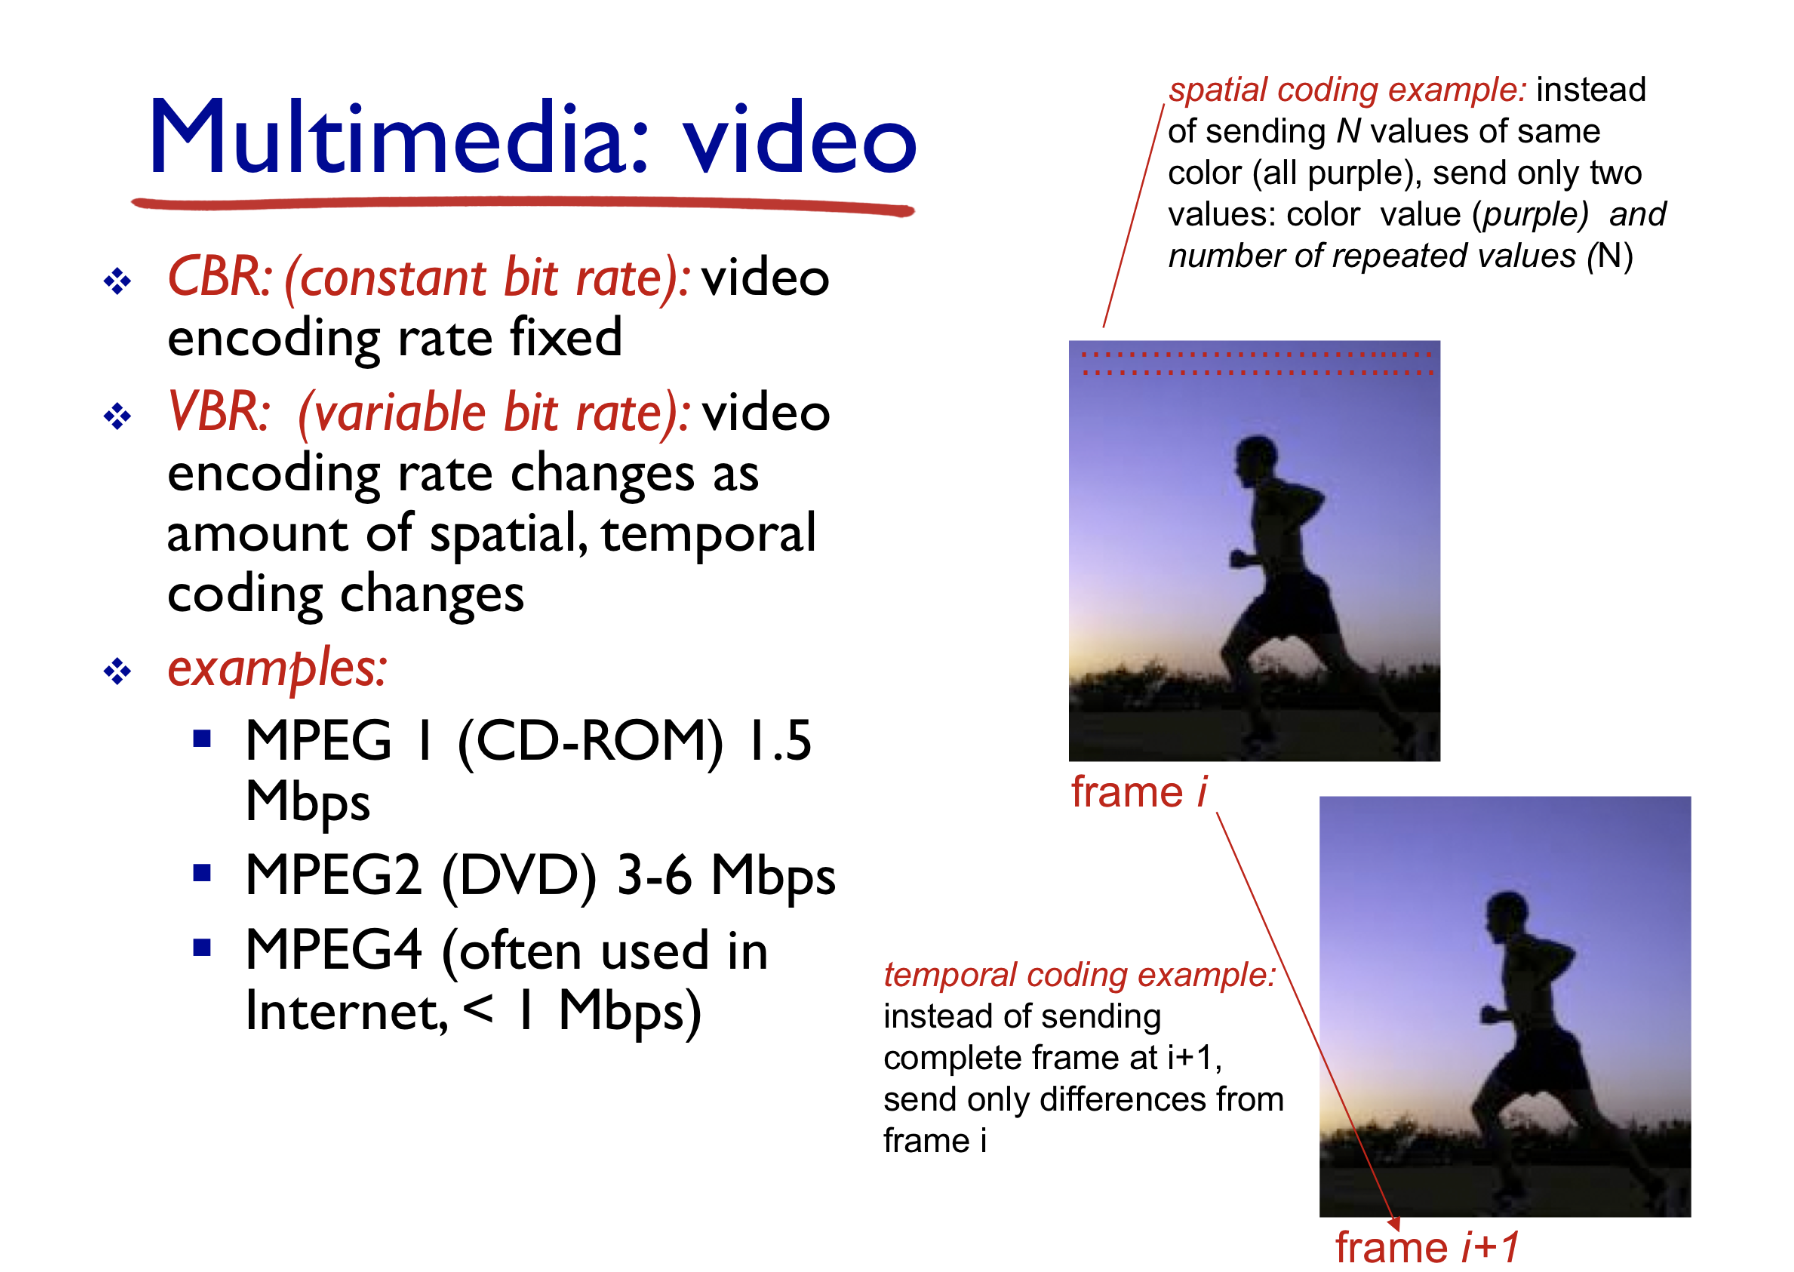 Multimedia: video
CBR: (constant bit rate): video
encoding rate fixed
VBR: (variable bit rate): video
encoding rate changes as
amount of spatial, temporal
coding changes
examples:
MPEG 1 (CD-ROM) 1.5
Mbps
MPEG2 (DVD) 3-6 Mbps
MPEG4 (often used in
Internet, < 1 Mbps)
spatial coding example: instead
of sending N values of same
color (all purple), send only two
values: color value (purple) and
number of repeated values (N)
frame i
temporal coding example:
instead of sending
complete frame at i+1,
send only differences from
frame i
frame i+1